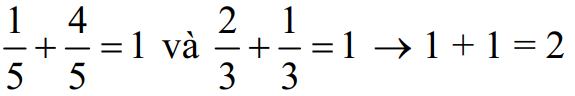 1/5 + 4/5 = 1 và 2/3 + 1/3 = 1 → 1 + 1 = 2